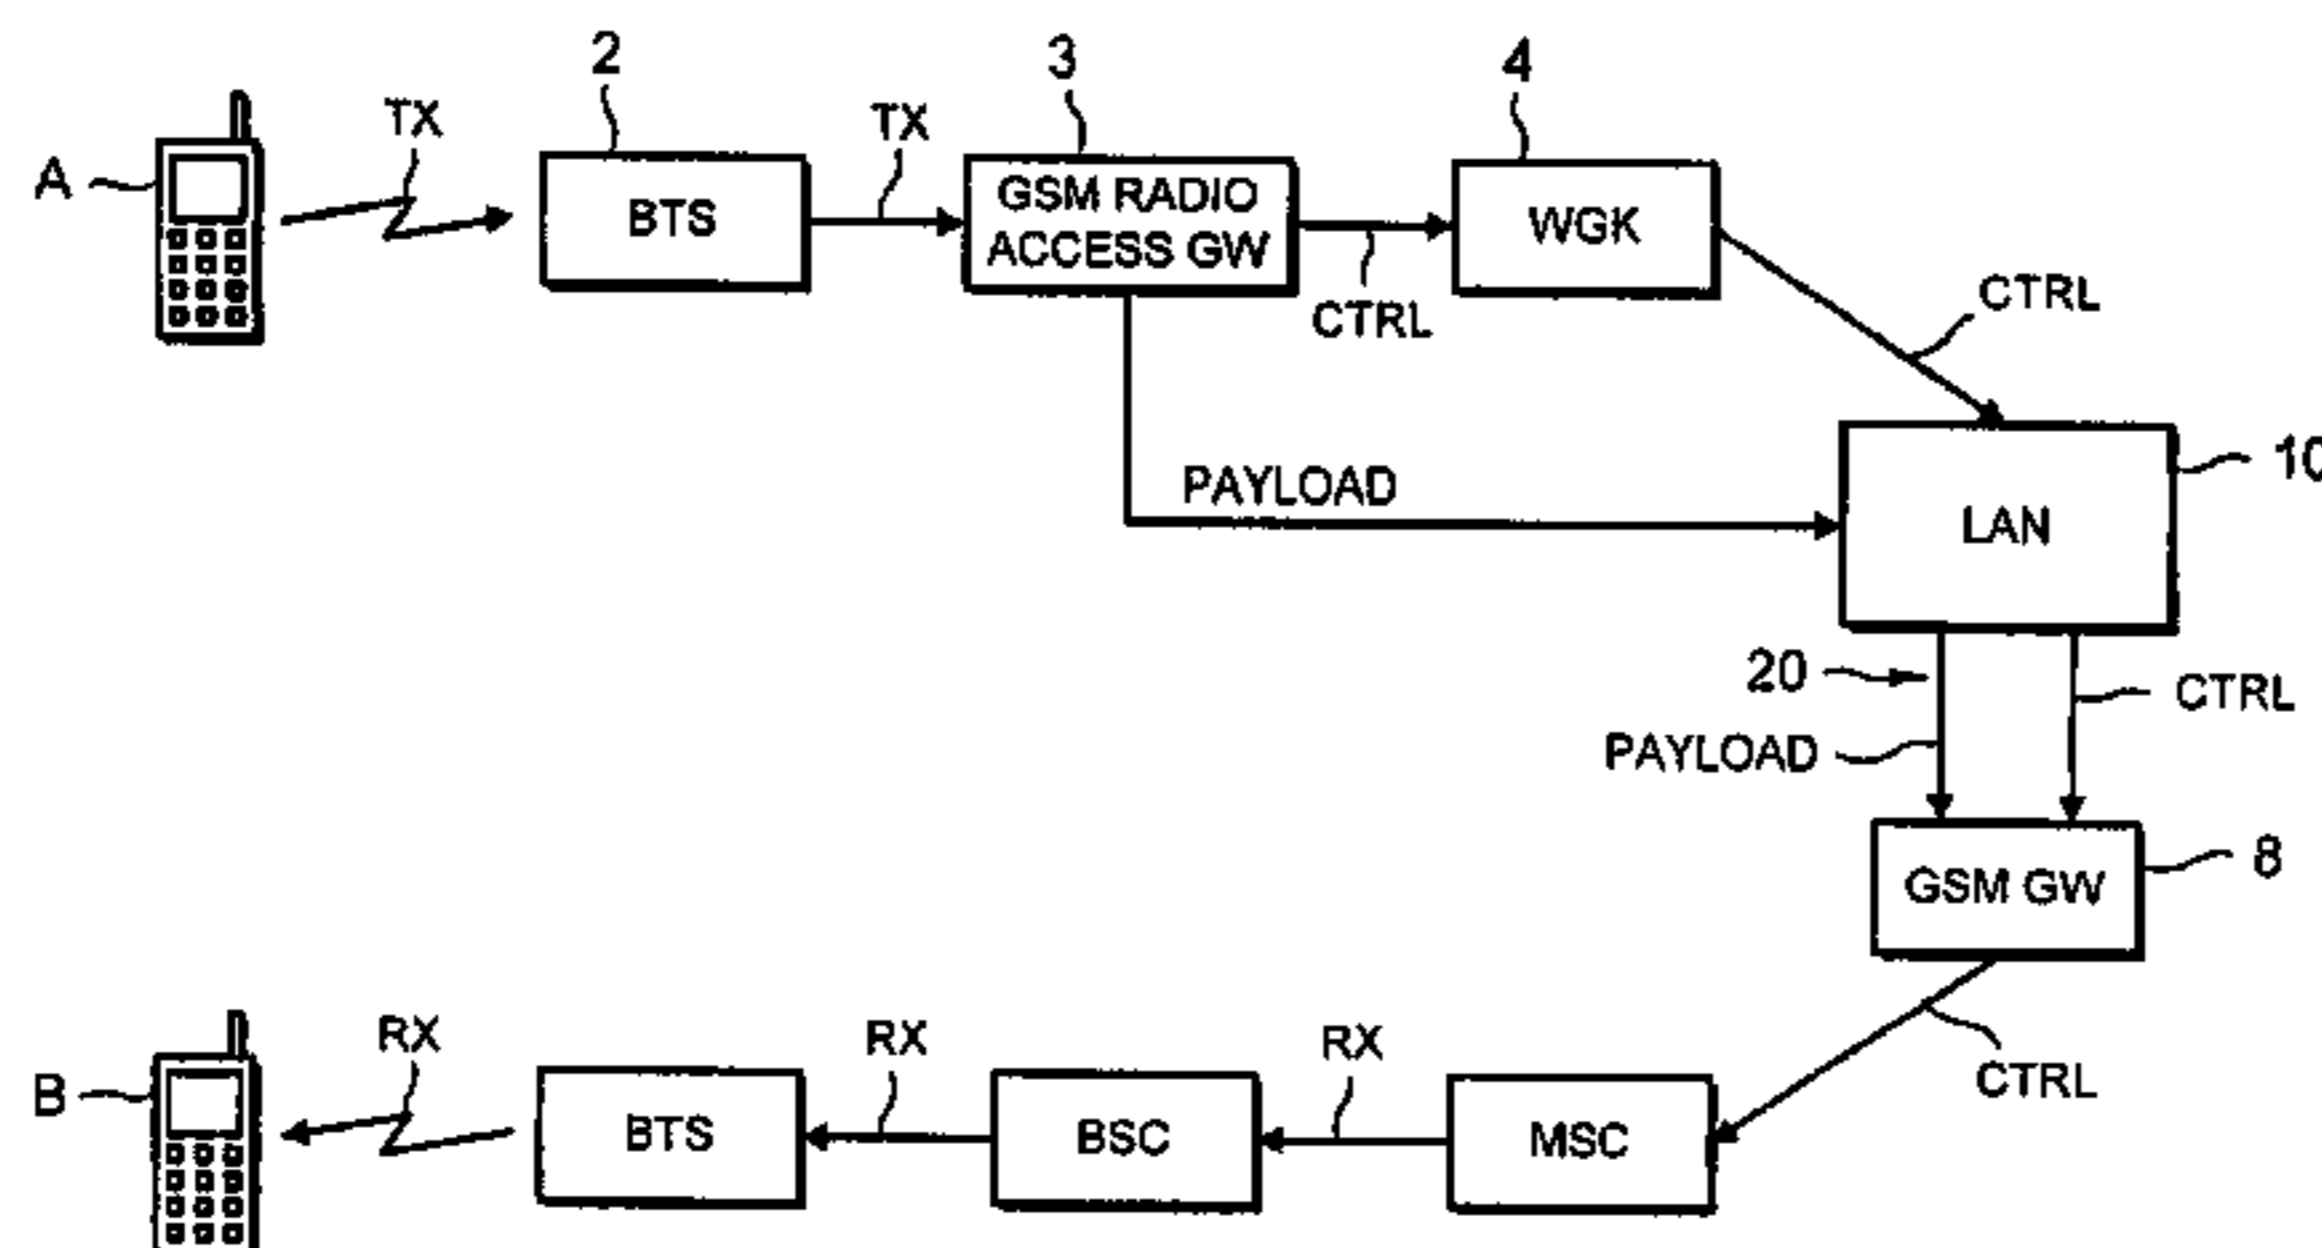 2
3
4
A
TX
TX
BTS
GSM RADIO
ACCESS GW
WGK
CTRL
CTRL
PAYLOAD
LAN
10
20
CTRL
PAYLOAD
GSM GW
8
B
RX
RX
RX
CTRL
BTS
BSC
MSC